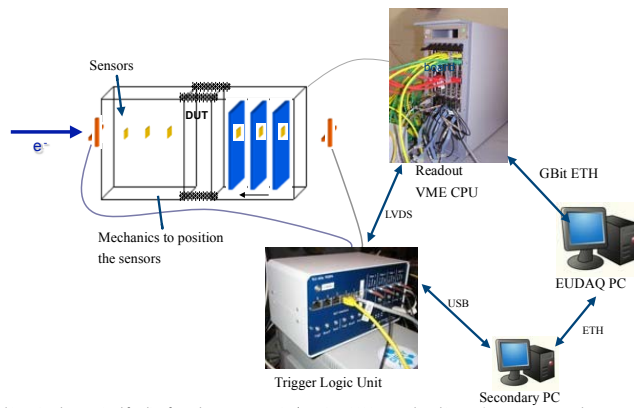 Sensors
DUT
e-
Mechanics to position
the sensors
Readout
VME CPU
LVDS
GBit ETH
EUDAQ PC
USB
ETH
Trigger Logic Unit
Secondary PC